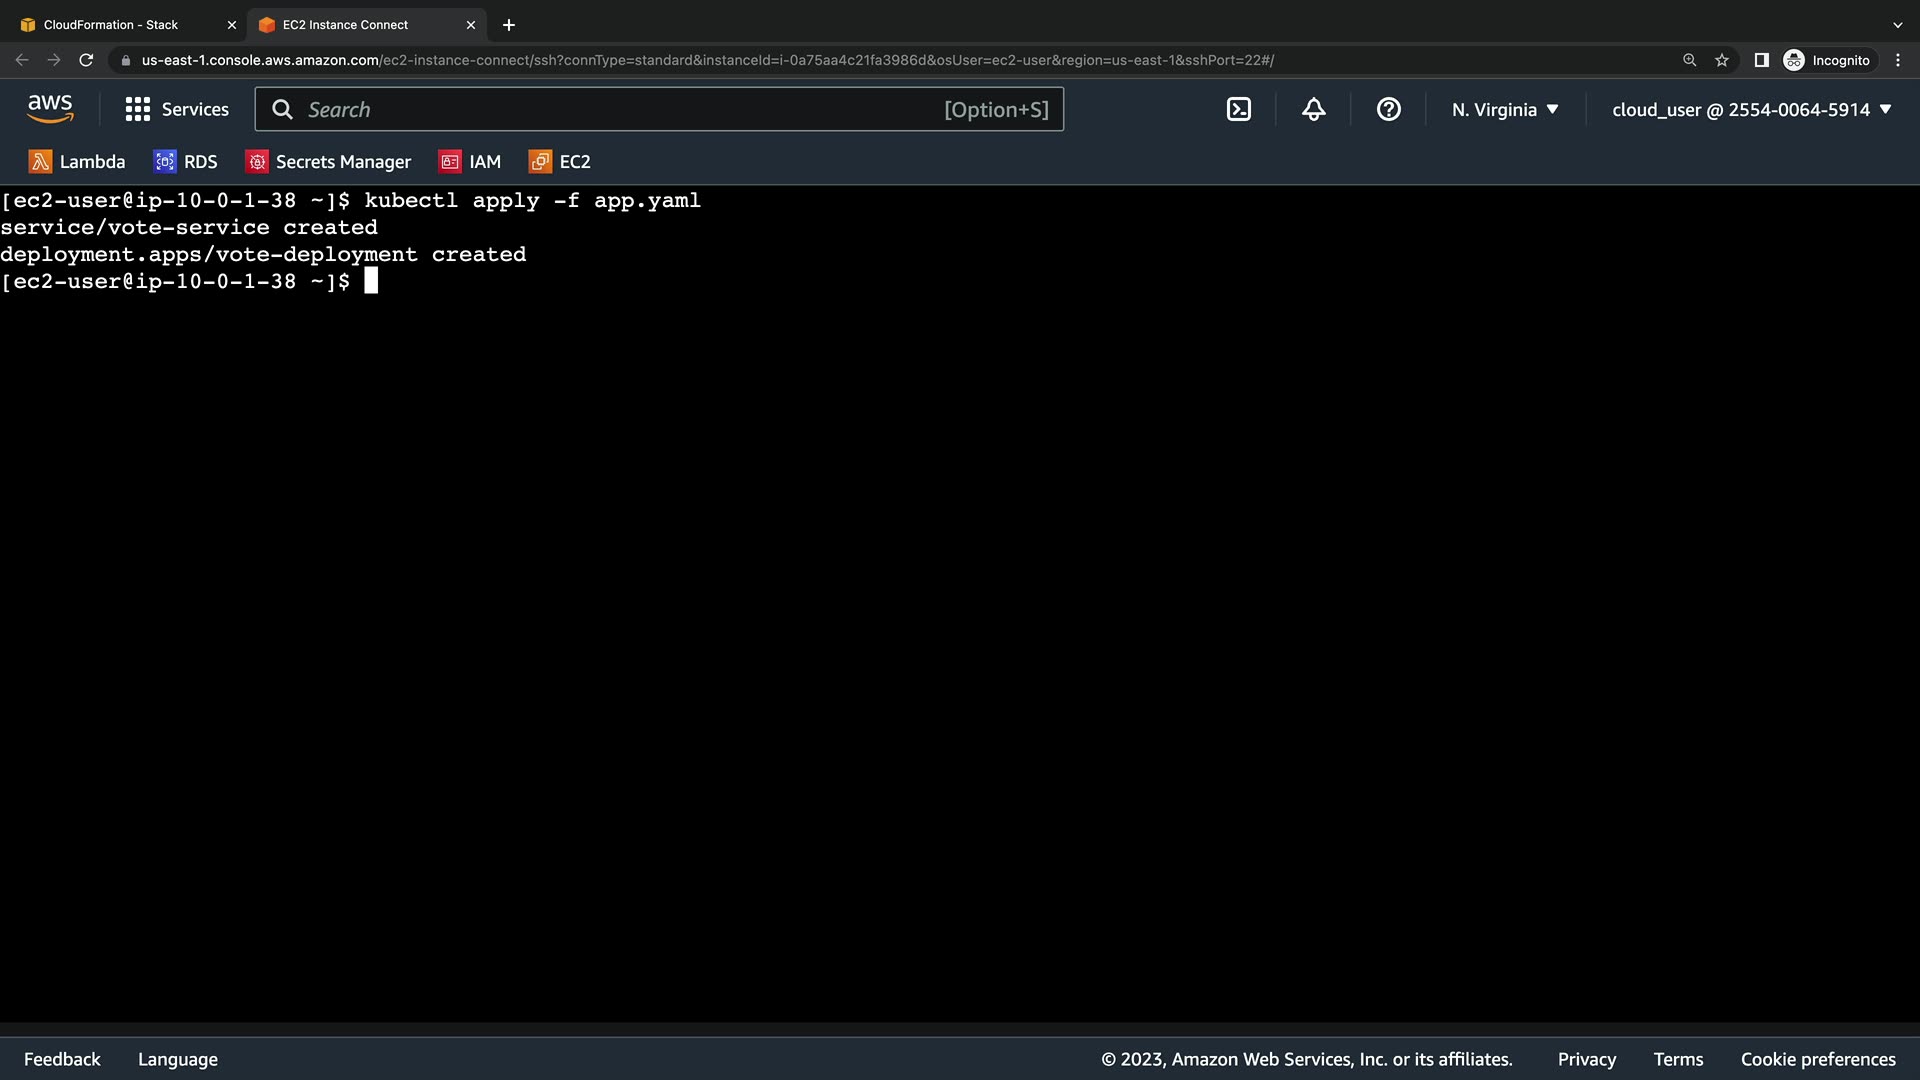 CloudFormation - Stack
EC2 Instance Connect
us-east-1.console.aws.amazon.com/ec2-instance-connect/ssh?connType=standard&instanceId=i-0a75aa4c21fa3986d&osUser=ec2-user&region=us-east-1&sshPort=22#/
Incognito
aws
Services
Search
[Option+S]
N. Virginia
cloud_user @ 2554-0064-5914
Lambda
RDS
Secrets Manager
IAM
EC2
[ec2-user@ip-10-0-1-38 ~]$ kubectl apply -f app.yaml
service/vote-service created
deployment.apps/vote-deployment created
[ec2-user@ip-10-0-1-38 ~]$
Feedback
Language
© 2023, Amazon Web Services, Inc. or its affiliates.
Privacy
Terms
Cookie preferences